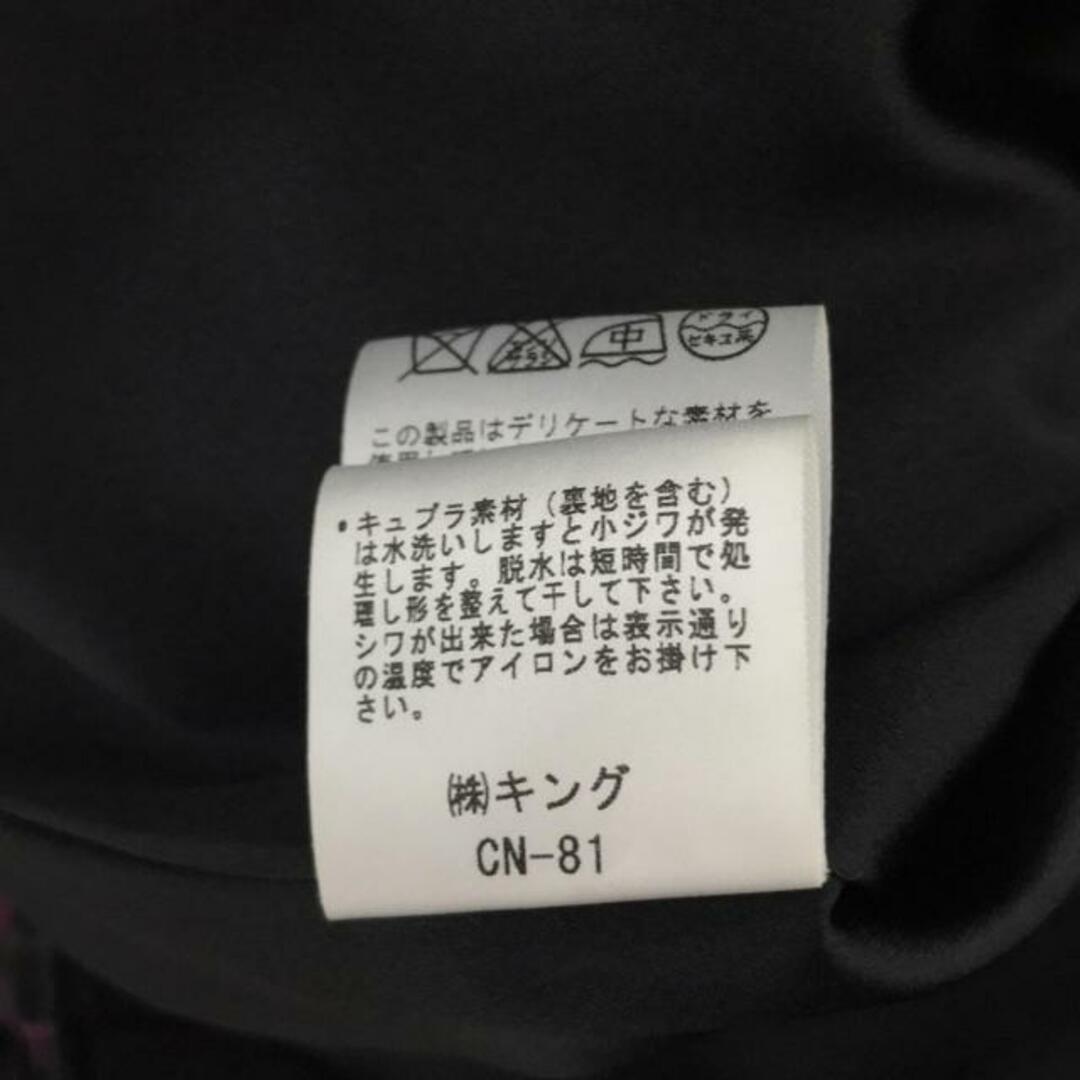 中
ドライ
セキユ系
この製品はデリケートな素材を
・キュプラ素材（裏地を含む）
は水洗いしますと小ジワが発
生します。脱水は短時間で処
理し形を整えて干して下さい。
シワが出来た場合は表示通り
の温度でアイロンをお掛け下
さい。
㈱キング
CN-81